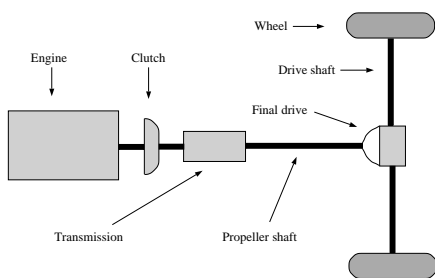 Wheel
Engine
Clutch
Drive shaft
Final drive
Transmission
Propeller shaft